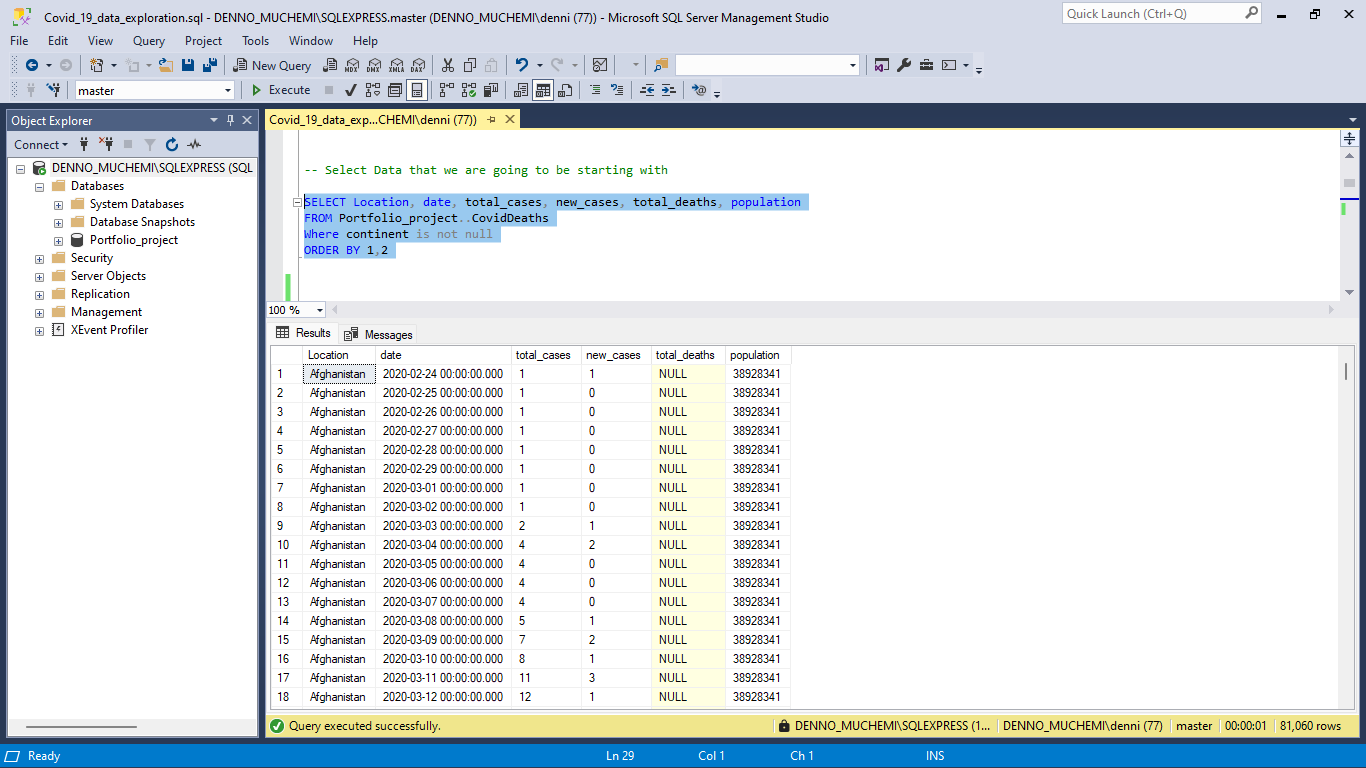 Covid_19_data_exploration.sql - DENNO_MUCHEMI\SQLEXPRESS.master (DENNO_MUCHEMI\denni (77)) - Microsoft SQL Server Management Studio
Quick Launch (Ctrl+Q)
File Edit View Query Project Tools Window Help
New Query MDX DMX XMLA DAX
master Execute
Object Explorer
Connect
DENNO_MUCHEMI\SQLEXPRESS (SQL
Databases
System Databases
Database Snapshots
Portfolio_project
Security
Server Objects
Replication
Management
XEvent Profiler
Covid_19_data_exp...CHEMI\denni (77))
-- Select Data that we are going to be starting with
SELECT Location, date, total_cases, new_cases, total_deaths, population
FROM Portfolio_project..CovidDeaths
Where continent is not null
ORDER BY 1,2
100 %
Results Messages
Location date total_cases new_cases total_deaths population
1 Afghanistan 2020-02-24 00:00:00.000 1 1 NULL 38928341
2 Afghanistan 2020-02-25 00:00:00.000 1 0 NULL 38928341
3 Afghanistan 2020-02-26 00:00:00.000 1 0 NULL 38928341
4 Afghanistan 2020-02-27 00:00:00.000 1 0 NULL 38928341
5 Afghanistan 2020-02-28 00:00:00.000 1 0 NULL 38928341
6 Afghanistan 2020-02-29 00:00:00.000 1 0 NULL 38928341
7 Afghanistan 2020-03-01 00:00:00.000 1 0 NULL 38928341
8 Afghanistan 2020-03-02 00:00:00.000 1 0 NULL 38928341
9 Afghanistan 2020-03-03 00:00:00.000 2 1 NULL 38928341
10 Afghanistan 2020-03-04 00:00:00.000 4 2 NULL 38928341
11 Afghanistan 2020-03-05 00:00:00.000 4 0 NULL 38928341
12 Afghanistan 2020-03-06 00:00:00.000 4 0 NULL 38928341
13 Afghanistan 2020-03-07 00:00:00.000 4 0 NULL 38928341
14 Afghanistan 2020-03-08 00:00:00.000 5 1 NULL 38928341
15 Afghanistan 2020-03-09 00:00:00.000 7 2 NULL 38928341
16 Afghanistan 2020-03-10 00:00:00.000 8 1 NULL 38928341
17 Afghanistan 2020-03-11 00:00:00.000 11 3 NULL 38928341
18 Afghanistan 2020-03-12 00:00:00.000 12 1 NULL 38928341
Query executed successfully. DENNO_MUCHEMI\SQLEXPRESS (1... DENNO_MUCHEMI\denni (77) master 00:00:01 81,060 rows
Ready Ln 29 Col 1 Ch 1 INS